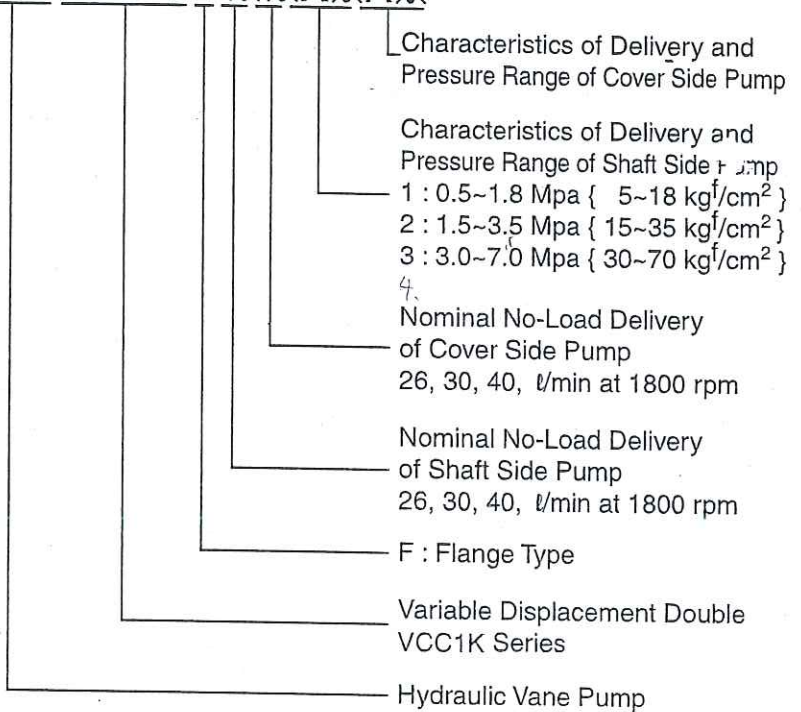 Characteristics of Delivery and
Pressure Range of Cover Side Pump
Characteristics of Delivery and
Pressure Range of Shaft Side
1 : 0.5~1.8 Mpa { 5~18 kgf/cm² }
2 : 1.5~3.5 Mpa { 15~35 kgf/cm² }
3 : 3.0~7.0 Mpa { 30~70 kgf/cm² }
4.
Nominal No-Load Delivery
of Cover Side Pump
26, 30, 40, ℓ/min at 1800 rpm
Nominal No-Load Delivery
of Shaft Side Pump
26, 30, 40, ℓ/min at 1800 rpm
F : Flange Type
Variable Displacement Double
VCC1K Series
Hydraulic Vane Pump